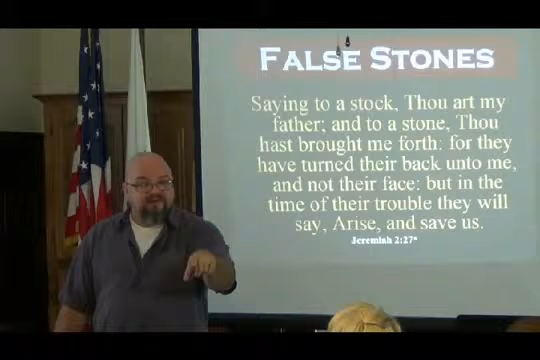 FALSE STONES
Saying to a stock, Thou art my
father; and to a stone, Thou
hast brought me forth: for they
have turned their back unto me,
and not their face: but in the
time of their trouble they will
say, Arise, and save us.
Jeremiah 2:27